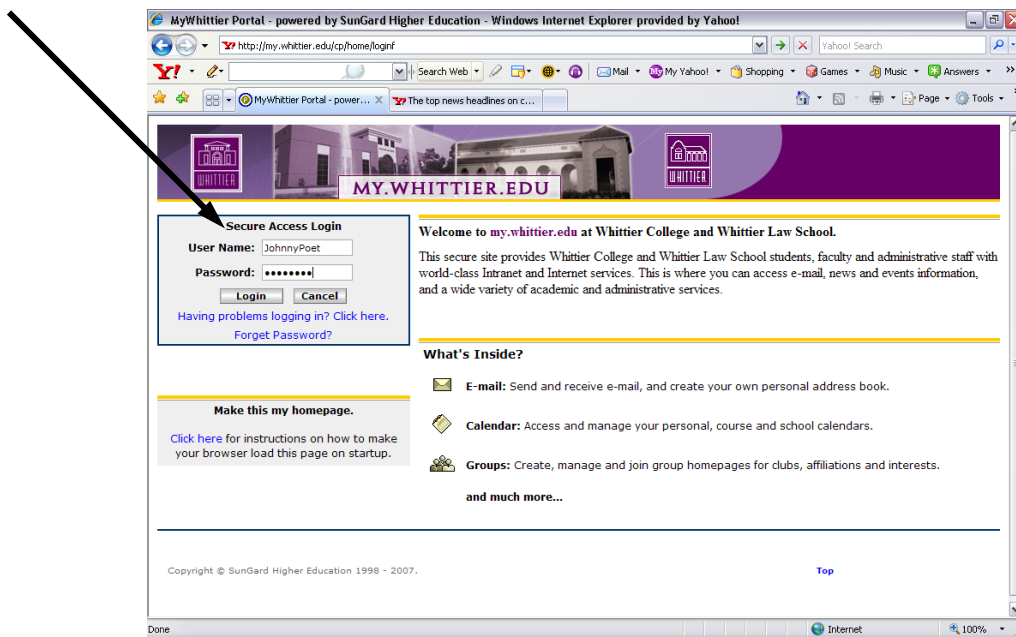 MyWhittier Portal - powered by SunGard Higher Education - Windows Internet Explorer provided by Yahoo!
http://my.whittier.edu/cp/home/loginf
Yahoo! Search
Y! Search Web Mail My Yahoo! Shopping Games Music Answers »
MyWhittier Portal - power... X The top news headlines on c... Page Tools
WHITTIER
MY.WHITTIER.EDU
WHITTIER
Secure Access Login
User Name: JohnnyPoet
Password: ••••••••
Login Cancel
Having problems logging in? Click here.
Forget Password?
Make this my homepage.
Click here for instructions on how to make
your browser load this page on startup.
Welcome to my.whittier.edu at Whittier College and Whittier Law School.
This secure site provides Whittier College and Whittier Law School students, faculty and administrative staff with
world-class Intranet and Internet services. This is where you can access e-mail, news and events information,
and a wide variety of academic and administrative services.
What's Inside?
E-mail: Send and receive e-mail, and create your own personal address book.
Calendar: Access and manage your personal, course and school calendars.
Groups: Create, manage and join group homepages for clubs, affiliations and interests.
and much more...
Copyright © SunGard Higher Education 1998 - 2007.
Top
Done Internet 100%